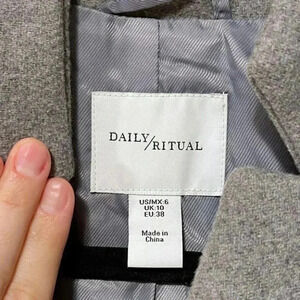 DAILY/RITUAL
US/MX:6
UK:10
EU:38
Made in
China